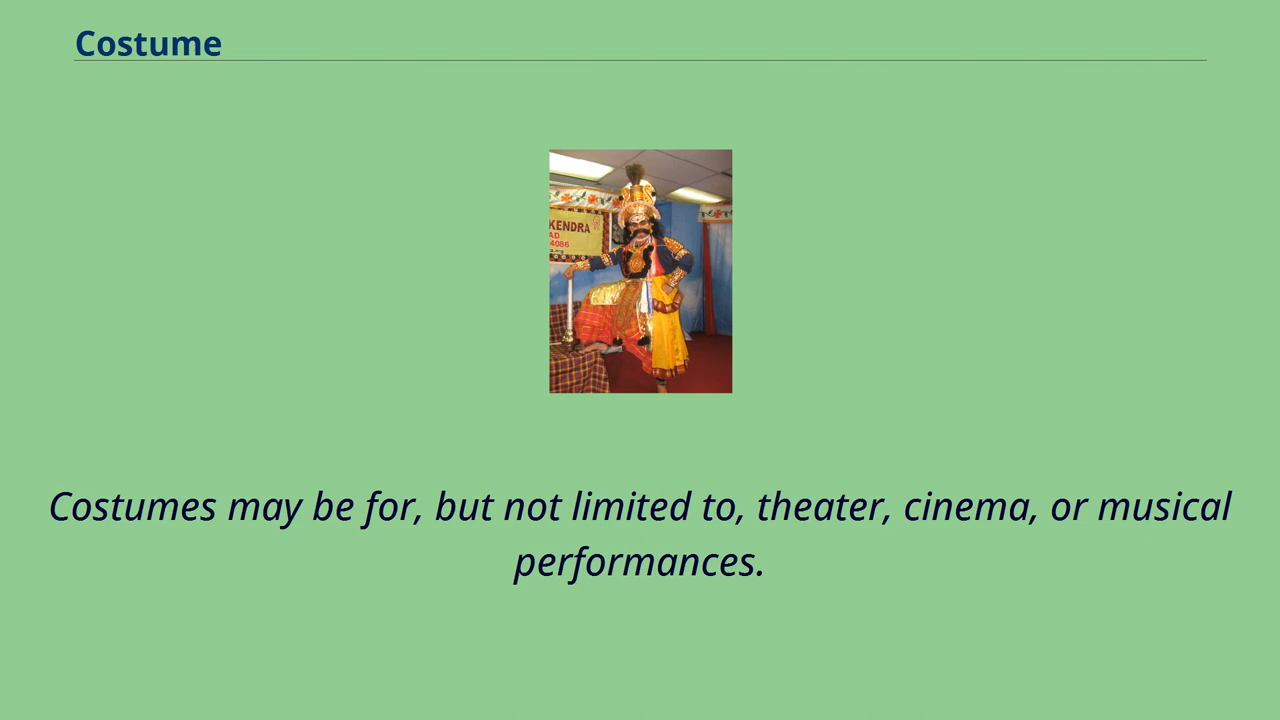 Costume
KENDRA
AD
4086
Costumes may be for, but not limited to, theater, cinema, or musical
performances.